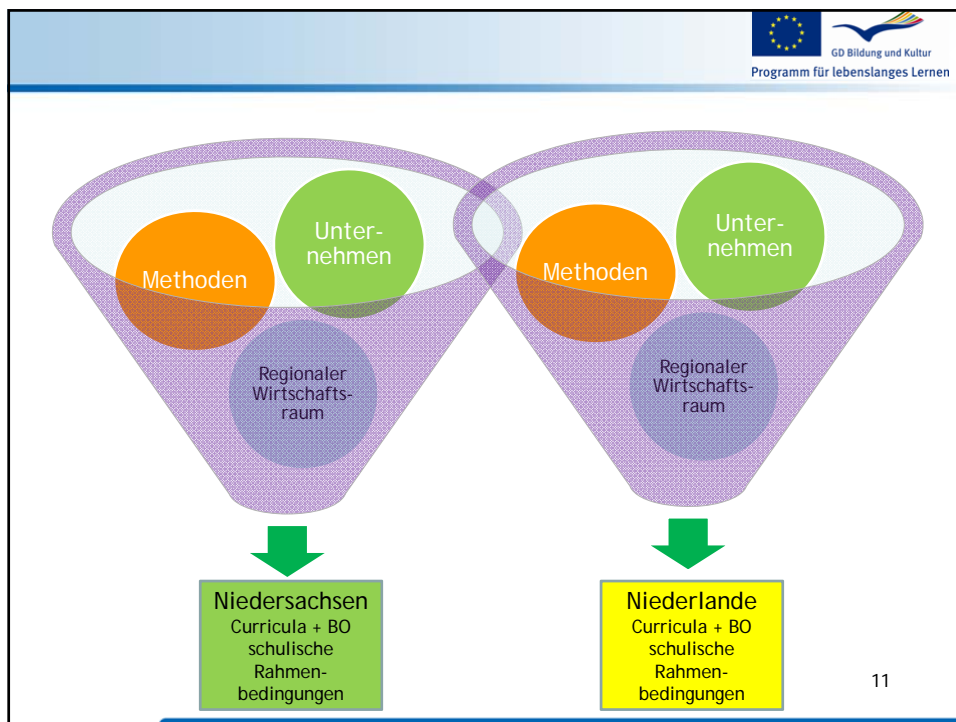 GD Bildung und Kultur
Programm für lebenslanges Lernen
Methoden
Unter-
nehmen
Regionaler
Wirtschafts-
raum
Methoden
Unter-
nehmen
Regionaler
Wirtschafts-
raum
Niedersachsen
Curricula + BO
schulische
Rahmen-
bedingungen
Niederlande
Curricula + BO
schulische
Rahmen-
bedingungen
11